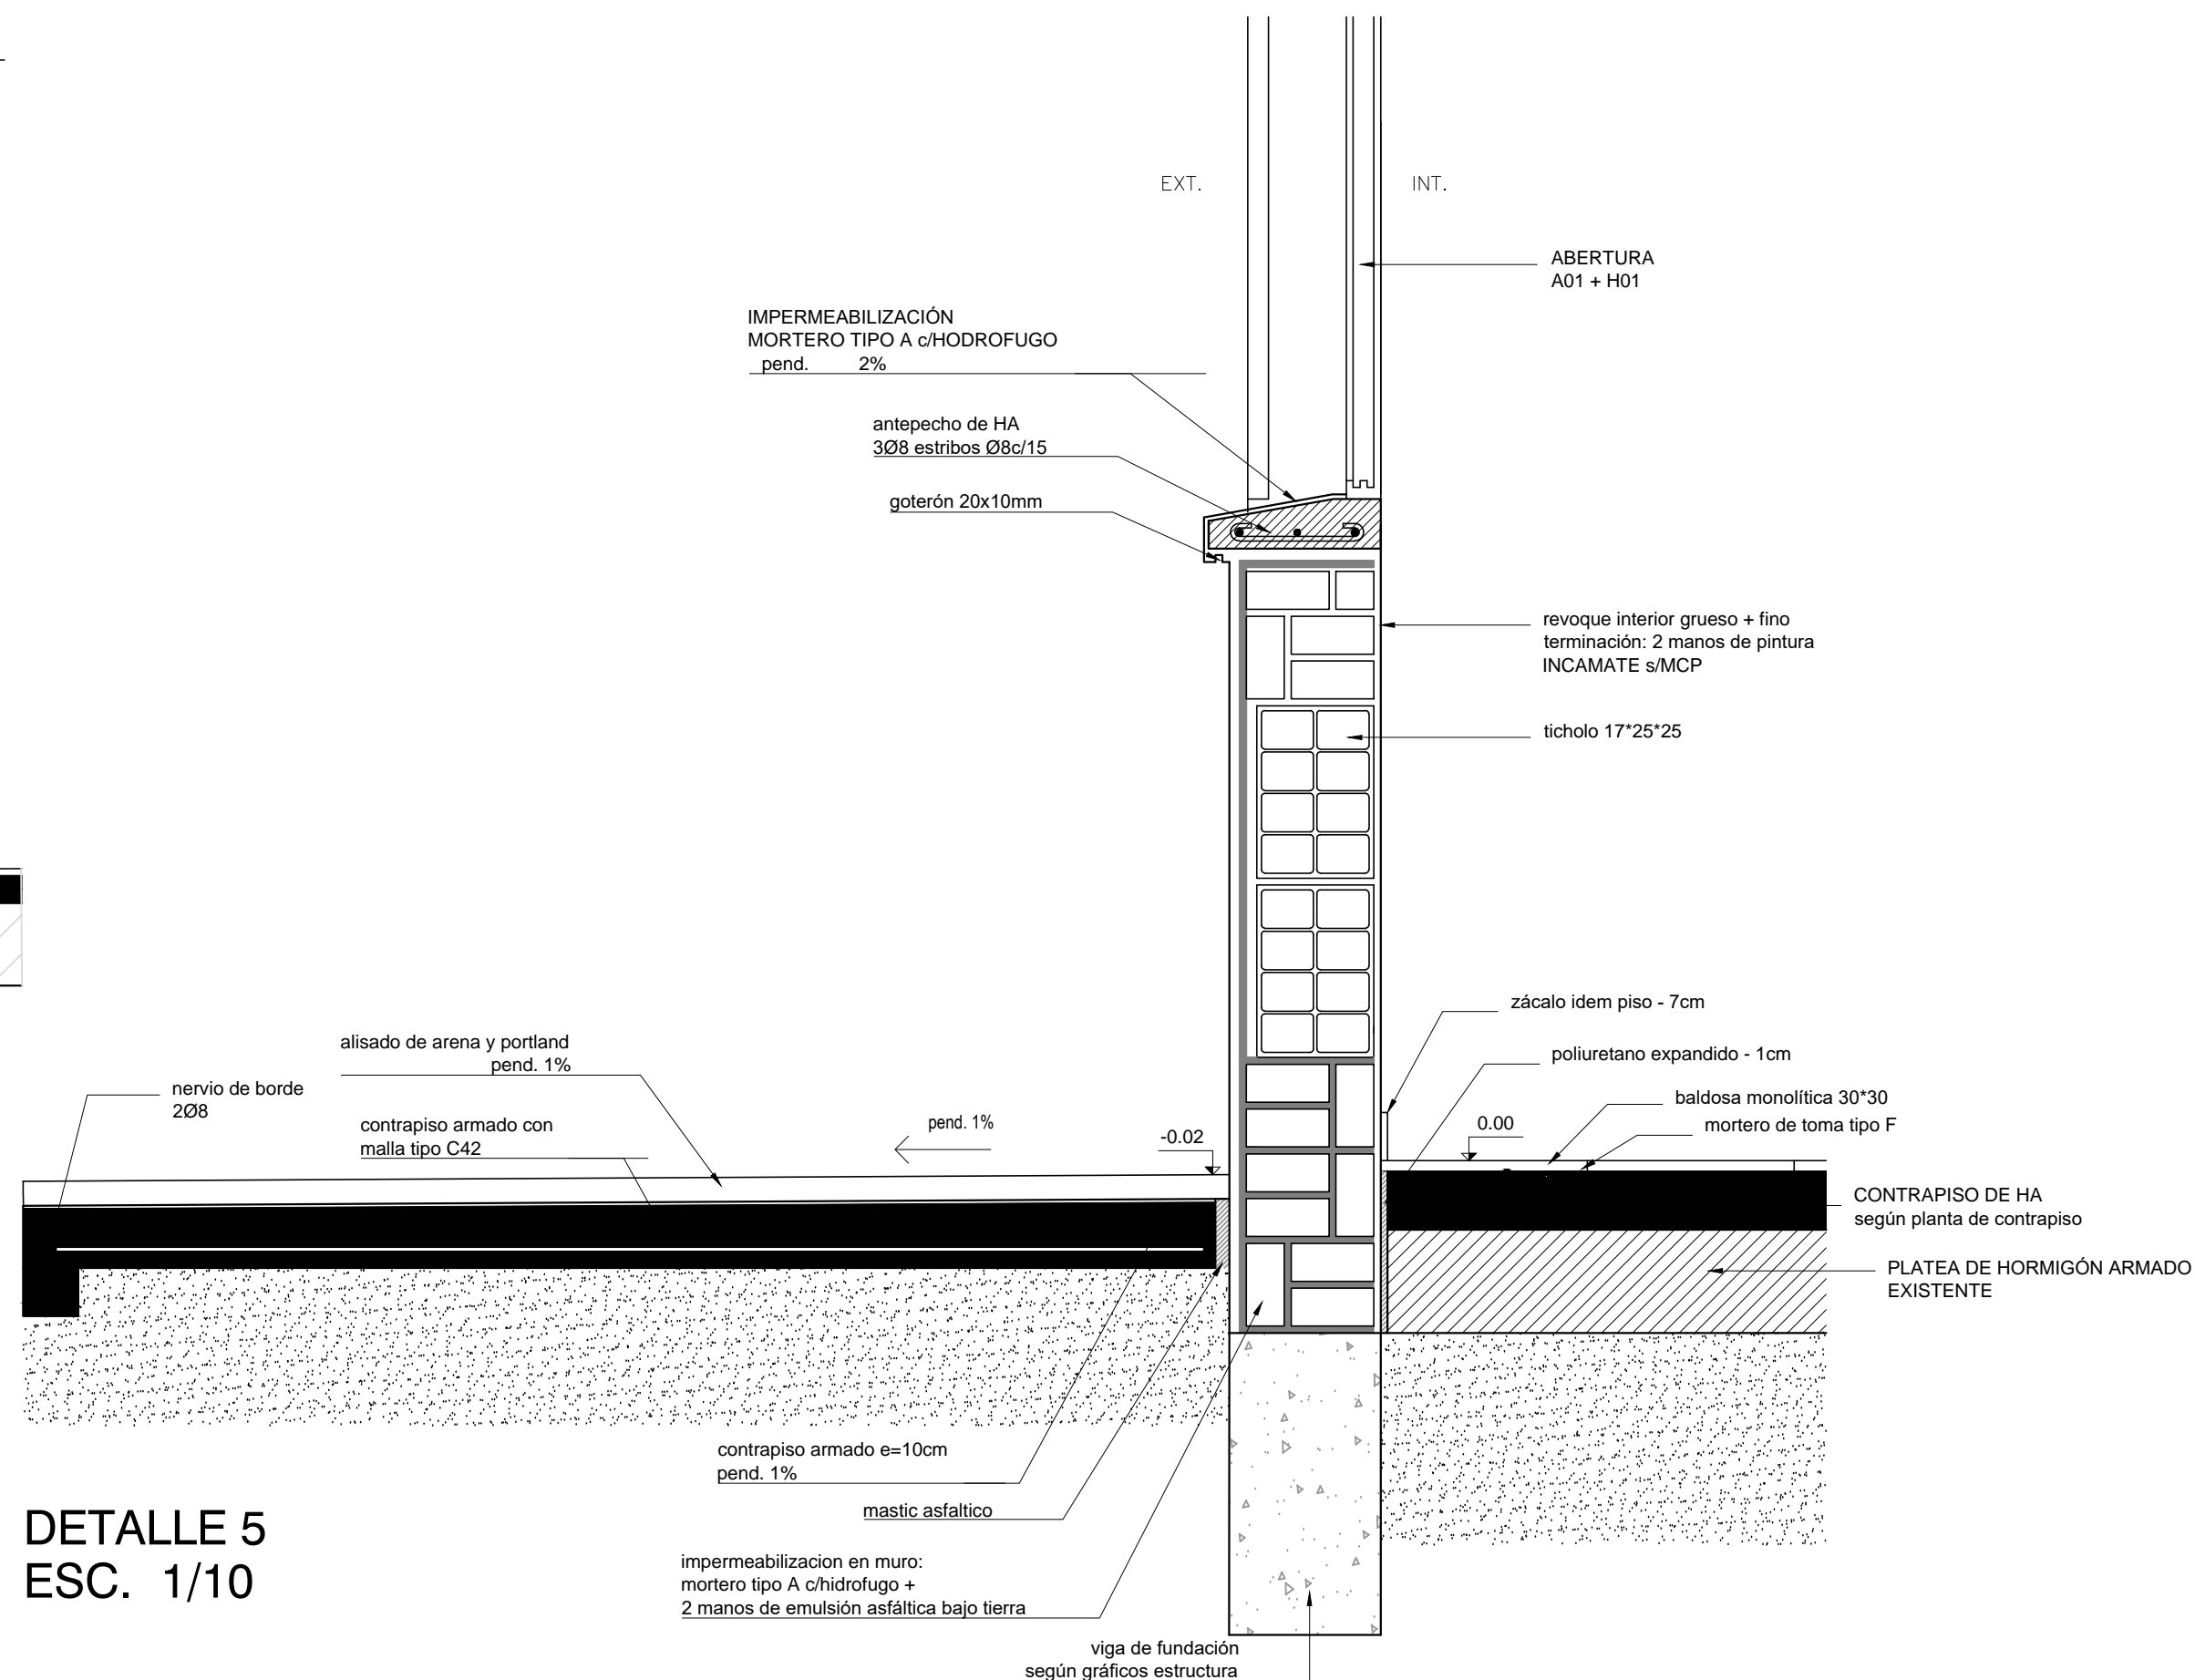 EXT.
INT.
ABERTURA
A01 + H01
IMPERMEABILIZACIÓN
MORTERO TIPO A c/HODROFUGO
pend. 2%
antepecho de HA
3Ø8 estribos Ø8c/15
goterón 20x10mm
revoque interior grueso + fino
terminación: 2 manos de pintura
INCAMATE s/MCP
ticholo 17*25*25
zácalo idem piso - 7cm
poliuretano expandido - 1cm
baldosa monolítica 30*30
mortero de toma tipo F
0.00
alisado de arena y portland
pend. 1%
nervio de borde
2Ø8
contrapiso armado con
malla tipo C42
pend. 1%
-0.02
CONTRAPISO DE HA
según planta de contrapiso
PLATEA DE HORMIGÓN ARMADO
EXISTENTE
contrapiso armado e=10cm
pend. 1%
mastic asfaltico
impermeabilizacion en muro:
mortero tipo A c/hidrofugo +
2 manos de emulsión asfáltica bajo tierra
viga de fundación
según gráficos estructura
DETALLE 5
ESC. 1/10